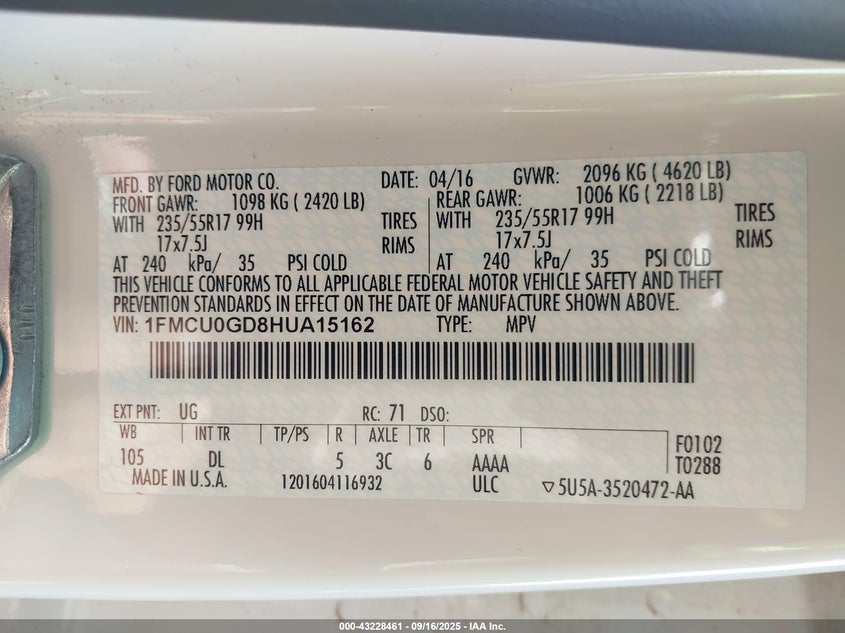 MFD. BY FORD MOTOR CO. DATE: 04/16 GVWR: 2096 KG ( 4620 LB)
FRONT GAWR: 1098 KG ( 2420 LB) REAR GAWR: 1006 KG ( 2218 LB)
WITH 235/55R17 99H TIRES WITH 235/55R17 99H TIRES
17x7.5J RIMS 17x7.5J RIMS
AT 240 kPa/ 35 PSI COLD AT 240 kPa/ 35 PSI COLD
THIS VEHICLE CONFORMS TO ALL APPLICABLE FEDERAL MOTOR VEHICLE SAFETY AND THEFT
PREVENTION STANDARDS IN EFFECT ON THE DATE OF MANUFACTURE SHOWN ABOVE.
VIN: 1FMCU0GD8HUA15162 TYPE: MPV
EXT PNT: UG RC: 71 DSO:
WB INT TR TP/PS R AXLE TR SPR F0102
105 DL 5 3C 6 AAAA T0288
MADE IN U.S.A. 1201604116932 ULC ▽5U5A-3520472-AA
000-43228461 - 09/16/2025 - IAA Inc.